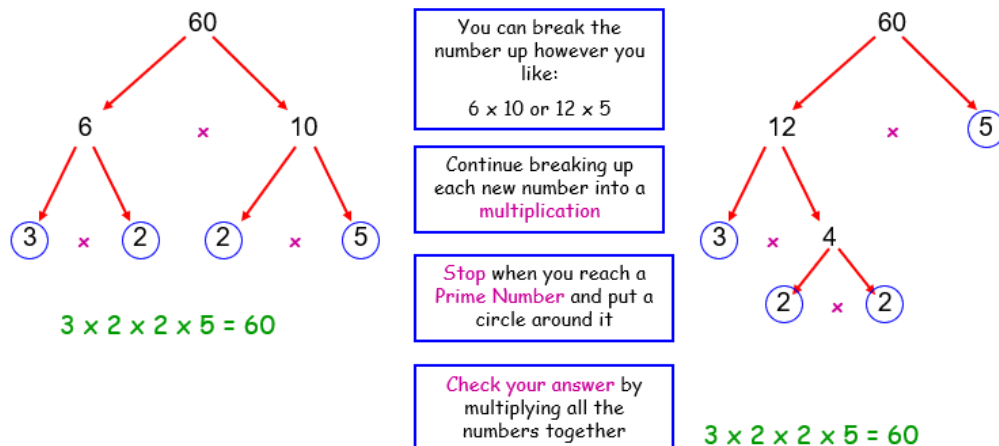 60
6 × 10
3 × 2 2 × 5
3 x 2 x 2 x 5 = 60
You can break the
number up however you
like:
6 x 10 or 12 x 5
Continue breaking up
each new number into a
multiplication
Stop when you reach a
Prime Number and put a
circle around it
Check your answer by
multiplying all the
numbers together
60
12 × 5
3 × 4
2 × 2
3 x 2 x 2 x 5 = 60